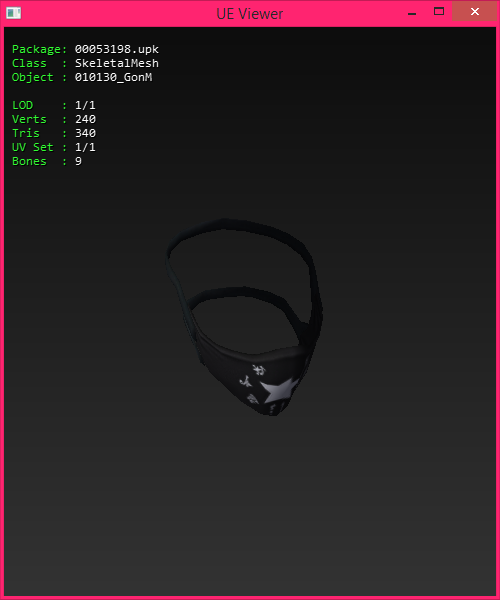 UE Viewer
Package: 00053198.upk
Class : SkeletalMesh
Object : 010130_GonM
LOD : 1/1
Verts : 240
Tris : 340
UV Set : 1/1
Bones : 9